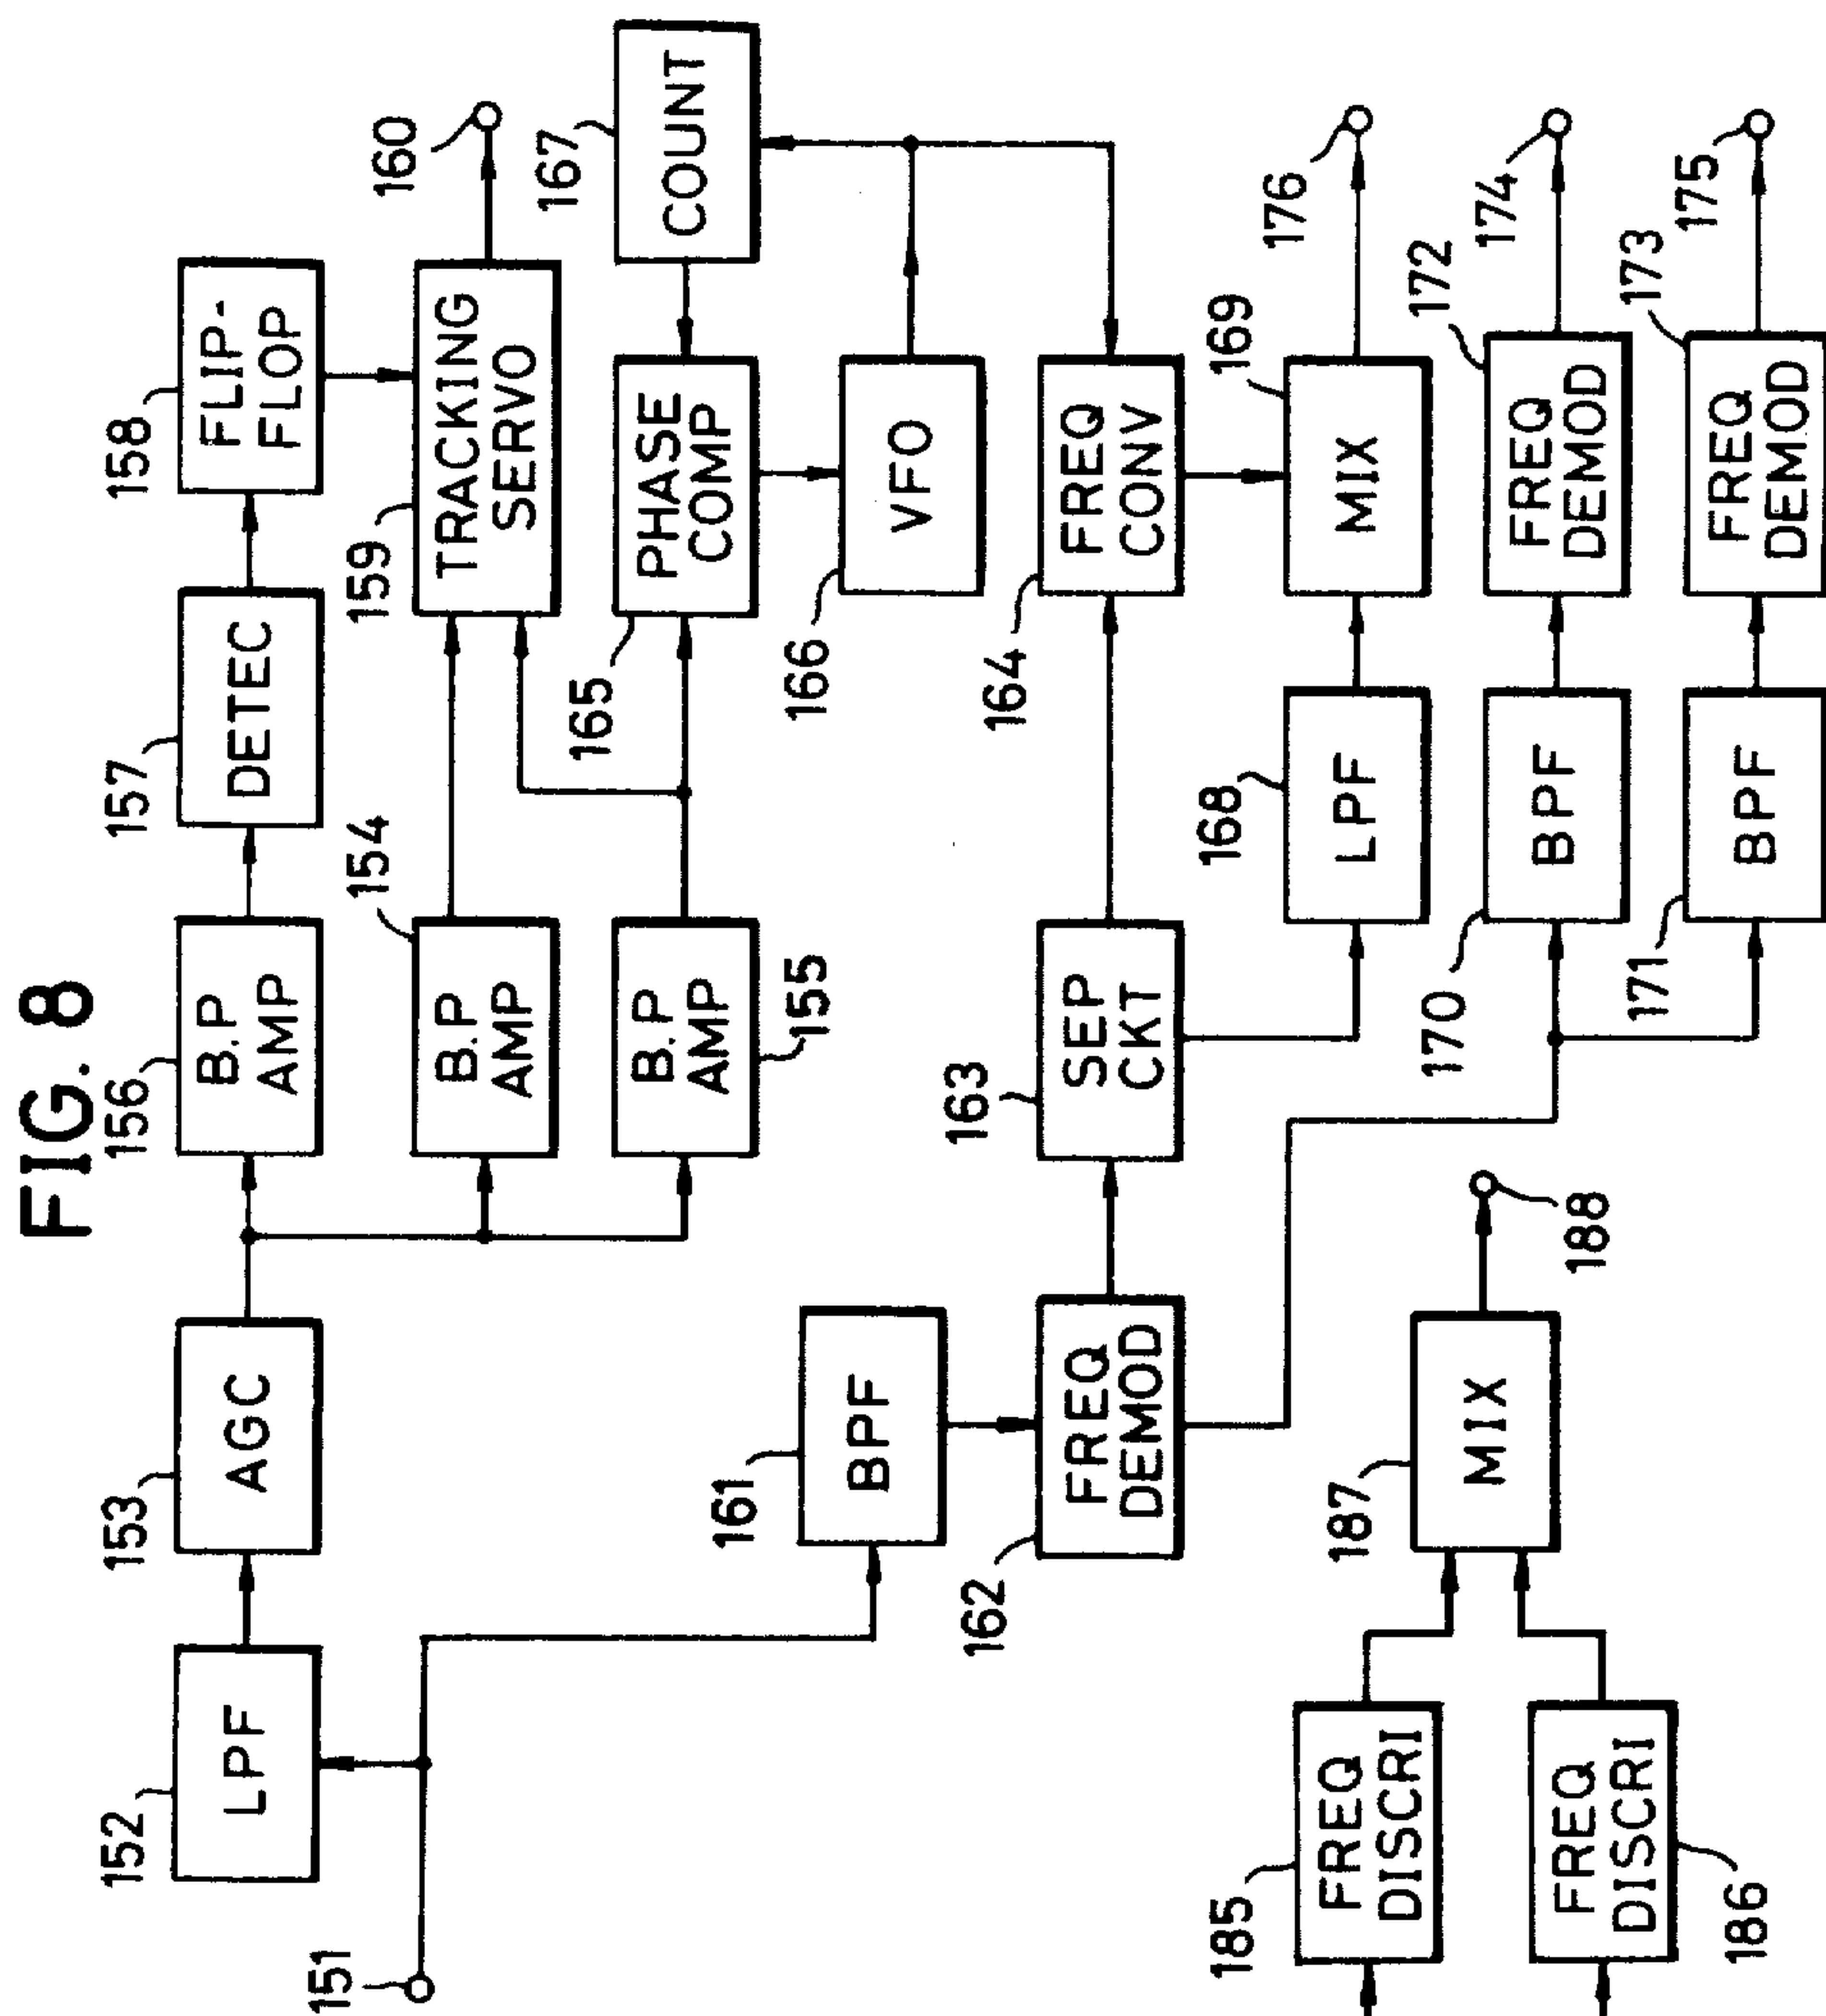 FIG. 8
152
LPF
153
AGC
156
B.P
AMP
157
DETEC
158
FLIP-
FLOP
151
154
B.P
AMP
159
TRACKING
SERVO
160
B.P
AMP
155
165
PHASE
COMP
167
COUNT
161
BPF
166
VFO
162
FREQ
DEMOD
163
SEP
CKT
164
FREQ
CONV
168
LPF
169
MIX
176
170
BPF
172
FREQ
DEMOD
174
171
BPF
173
FREQ
DEMOD
175
185
FREQ
DISCRI
187
MIX
188
FREQ
DISCRI
186